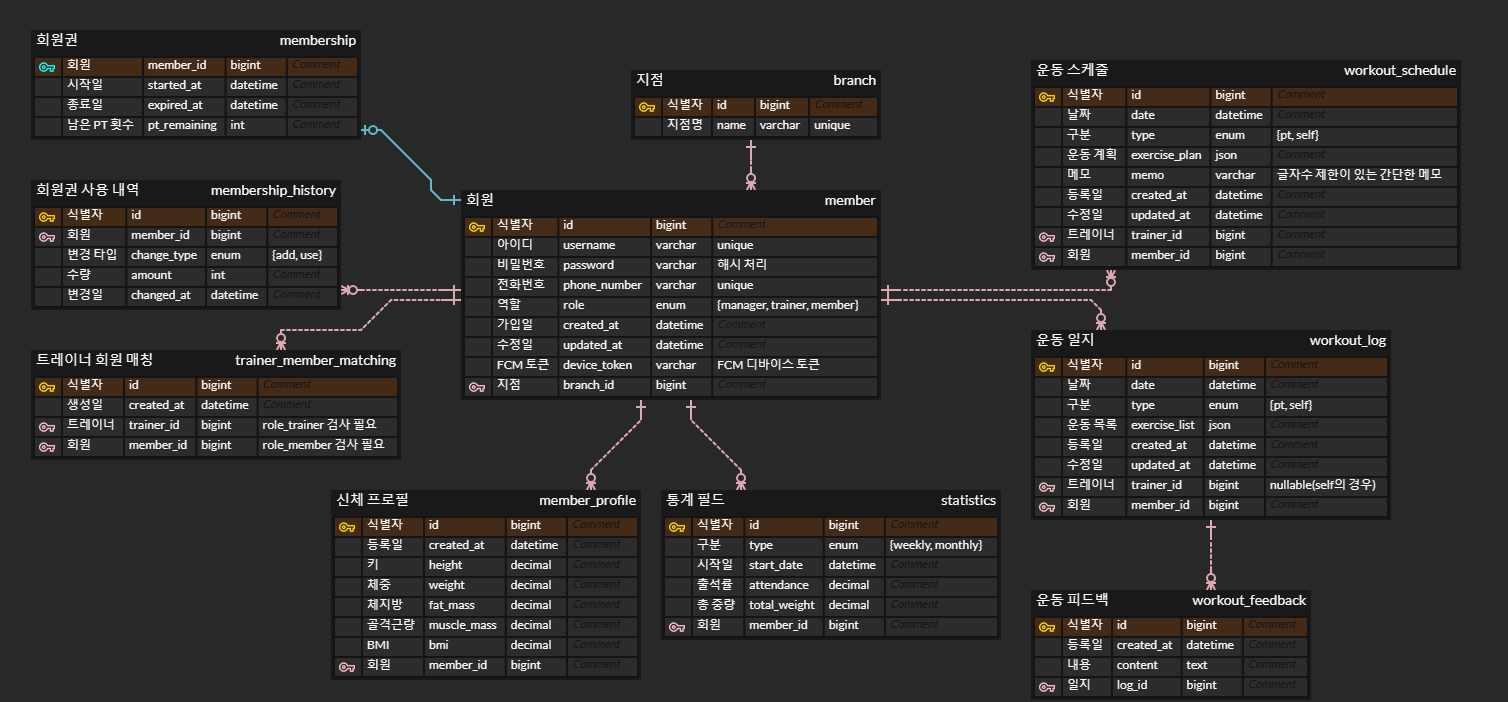 회원권 membership
회원 member_id bigint Comment
시작일 started_at datetime Comment
종료일 expired_at datetime Comment
남은 PT 횟수 pt_remaining int Comment
회원권 사용 내역 membership_history
식별자 id bigint Comment
회원 member_id bigint Comment
변경 타입 change_type enum {add, use}
수량 amount int Comment
변경일 changed_at datetime Comment
트레이너 회원 매칭 trainer_member_matching
식별자 id bigint Comment
생성일 created_at datetime Comment
트레이너 trainer_id bigint role_trainer 검사 필요
회원 member_id bigint role_member 검사 필요
지점 branch
식별자 id bigint Comment
지점명 name varchar unique
회원 member
식별자 id bigint Comment
아이디 username varchar unique
비밀번호 password varchar 해시 처리
전화번호 phone_number varchar unique
역할 role enum {manager, trainer, member}
가입일 created_at datetime Comment
수정일 updated_at datetime Comment
FCM 토큰 device_token varchar FCM 디바이스 토큰
지점 branch_id bigint Comment
신체 프로필 member_profile
식별자 id bigint Comment
등록일 created_at datetime Comment
키 height decimal Comment
체중 weight decimal Comment
체지방 fat_mass decimal Comment
골격근량 muscle_mass decimal Comment
BMI bmi decimal Comment
회원 member_id bigint Comment
통계 필드 statistics
식별자 id bigint Comment
구분 type enum {weekly, monthly}
시작일 start_date datetime Comment
출석률 attendance decimal Comment
총 중량 total_weight decimal Comment
회원 member_id bigint Comment
운동 스케줄 workout_schedule
식별자 id bigint Comment
날짜 date datetime Comment
구분 type enum {pt, self}
운동 계획 exercise_plan json Comment
메모 memo varchar 글자수 제한이 있는 간단한 메모
등록일 created_at datetime Comment
수정일 updated_at datetime Comment
트레이너 trainer_id bigint Comment
회원 member_id bigint Comment
운동 일지 workout_log
식별자 id bigint Comment
날짜 date datetime Comment
구분 type enum {pt, self}
운동 목록 exercise_list json Comment
등록일 created_at datetime Comment
수정일 updated_at datetime Comment
트레이너 trainer_id bigint nullable(self의 경우)
회원 member_id bigint Comment
운동 피드백 workout_feedback
식별자 id bigint Comment
등록일 created_at datetime Comment
내용 content text Comment
일지 log_id bigint Comment